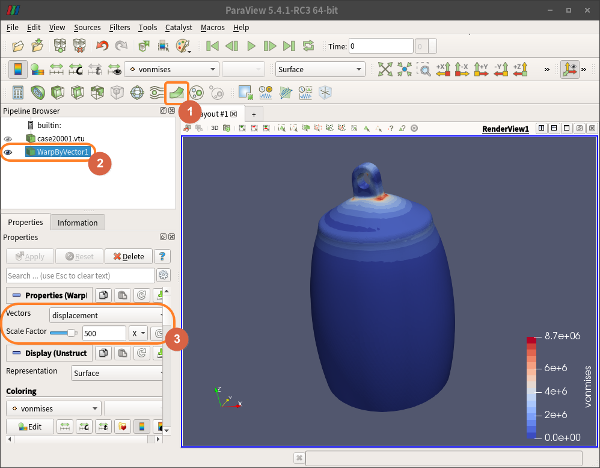 ParaView 5.4.1-RC3 64-bit
File Edit View Sources Filters Tools Catalyst Macros Help
Time: 0
vonmises
Surface
+X -X +Y -Y +Z
1
Pipeline Browser
builtin:
case20001.vtu
WarpByVector1
2
ayout #1
+
3D
RenderView1
Properties Information
Properties
Apply Reset Delete ?
Search ... (use Esc to clear text)
Properties (Warpl
Vectors displacement
Scale Factor 500 X
3
Display (Unstruct
Representation Surface
Coloring
vonmises
Edit
8.7e+06
6e+6
4e+6
2e+6
0.0e+00
vonmises